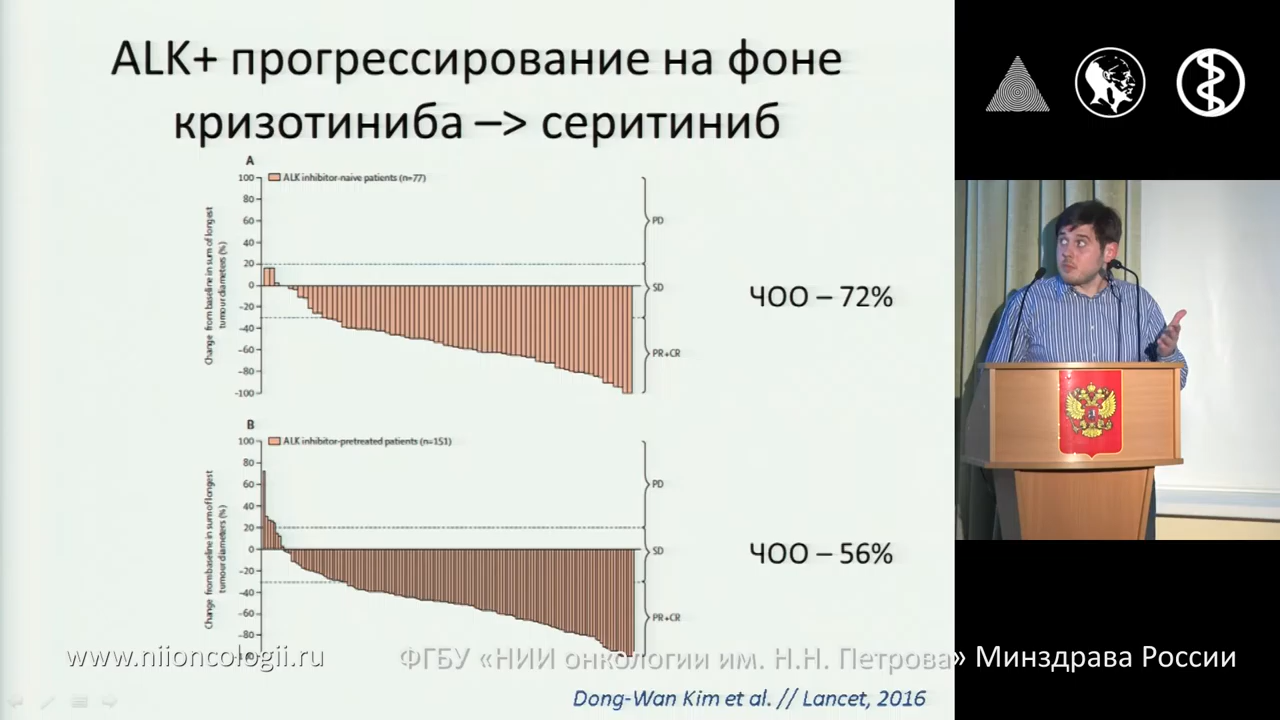 ALK+ прогрессирование на фоне
кризотиниба –> серитиниб
A
ALK inhibitor-naive patients (n=77)
100
80
60
40
20
0
-20
-40
-60
-80
-100
Change from baseline in sum of longest
tumour diameters (%)
PD
SD
PR+CR
ЧОО – 72%
B
ALK inhibitor-pretreated patients (n=151)
100
80
60
40
20
0
-20
-40
-60
-80
Change from baseline in sum of longest
tumour diameters (%)
PD
SD
PR+CR
ЧОО – 56%
www.niioncologii.ru
ФГБУ «НИИ онкологии им. Н.Н. Петрова» Минздрава России
Dong-Wan Kim et al. // Lancet, 2016